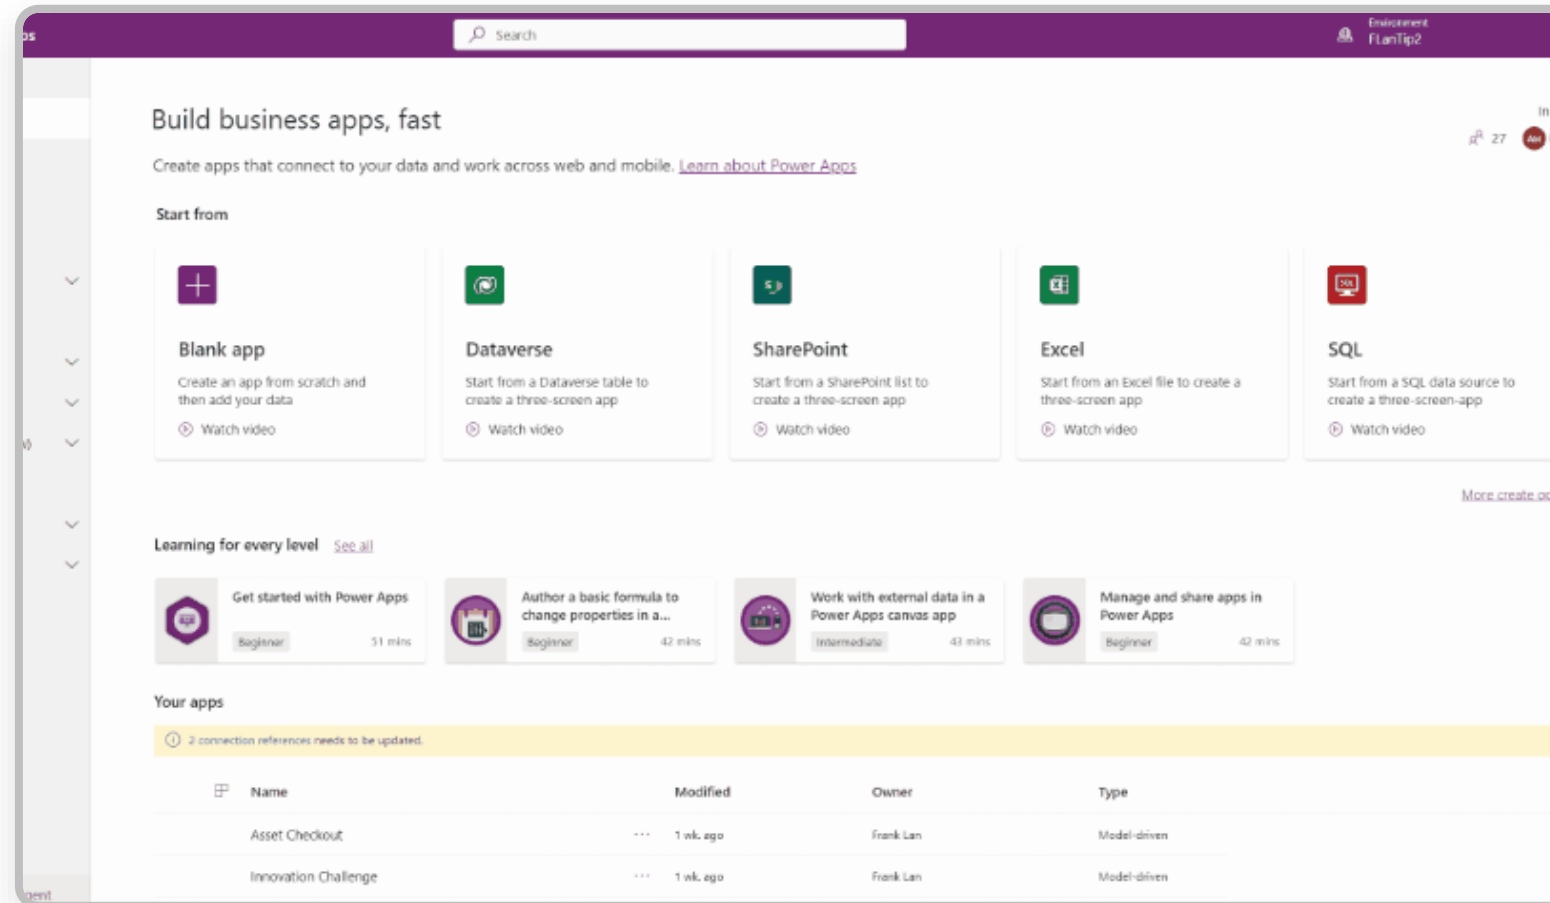 ps
Search
Environment
FLanTip2
Build business apps, fast
In
27
Create apps that connect to your data and work across web and mobile. Learn about Power Apps
Start from
Blank app
Create an app from scratch and
then add your data
Watch video
Dataverse
Start from a Dataverse table to
create a three-screen app
Watch video
SharePoint
Start from a SharePoint list to
create a three-screen app
Watch video
Excel
Start from an Excel file to create a
three-screen app
Watch video
SQL
Start from a SQL data source to
create a three-screen-app
Watch video
More create op
Learning for every level See all
Get started with Power Apps
Beginner 51 mins
Author a basic formula to
change properties in a...
Beginner 42 mins
Work with external data in a
Power Apps canvas app
Intermediate 43 mins
Manage and share apps in
Power Apps
Beginner 42 mins
Your apps
2 connection references needs to be updated.
Name Modified Owner Type
Asset Checkout ... 1 wk. ago Frank Lan Model-driven
Innovation Challenge ... 1 wk. ago Frank Lan Model-driven
gent